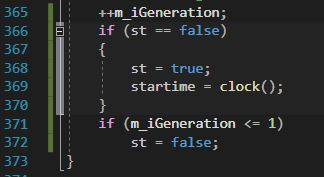 365 ++m_iGeneration;
366 if (st == false)
367 {
368 st = true;
369 startime = clock();
370 }
371 if (m_iGeneration <= 1)
372 st = false;
373 }